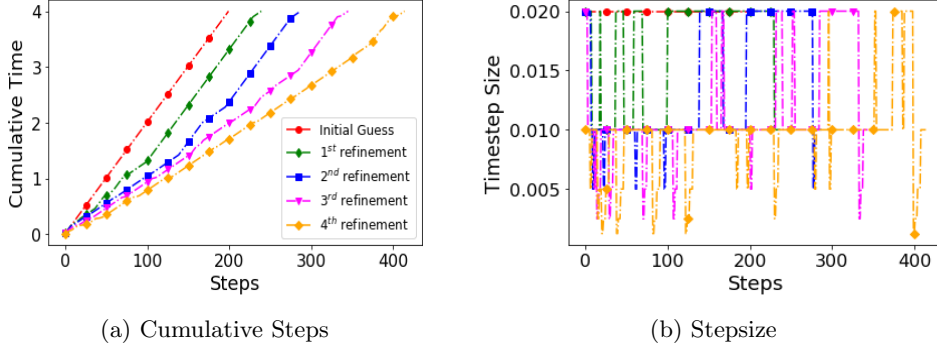 4
3
2
1
0
Cumulative Time
0
100
200
300
400
Steps
Initial Guess
1st refinement
2nd refinement
3rd refinement
4th refinement
(a) Cumulative Steps
0.020
0.015
0.010
0.005
Timestep Size
0
100
200
300
400
Steps
(b) Stepsize